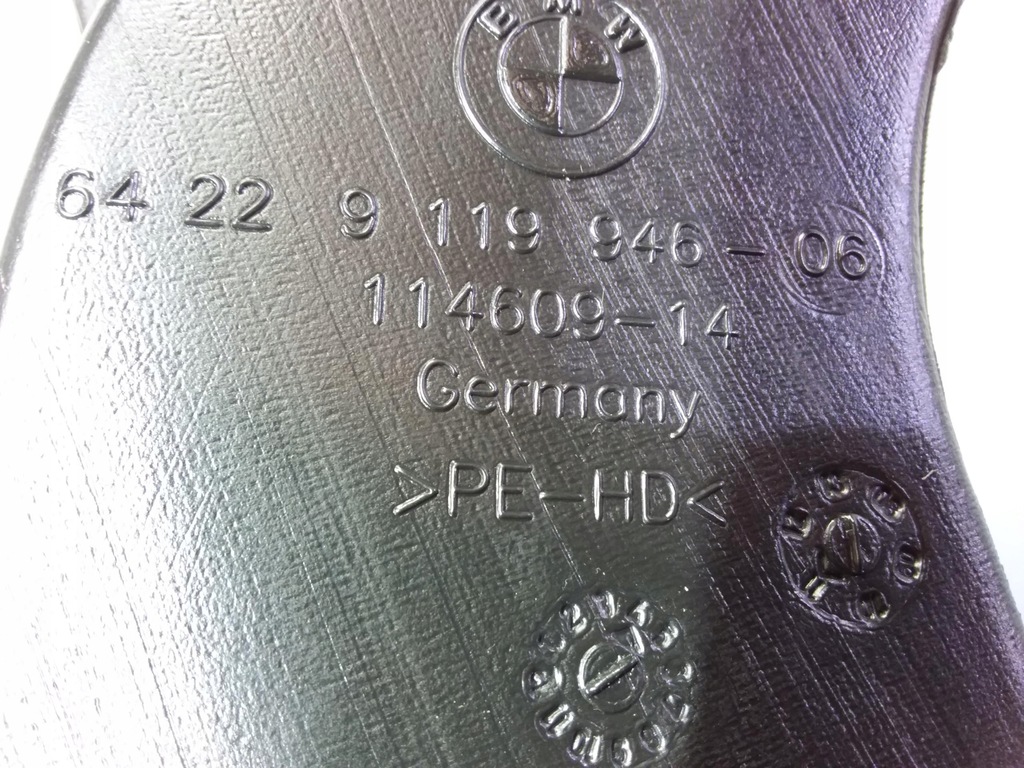 BMW
64 22 9 119 946-06
114609-14
Germany
>PE-HD<